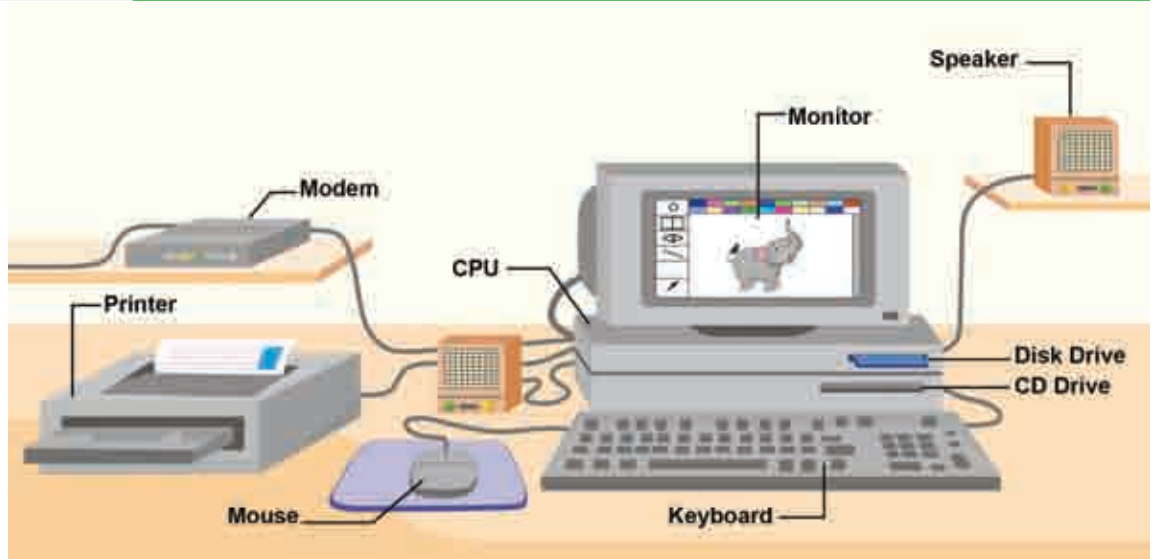 Speaker
Monitor
Modem
CPU
Printer
Disk Drive
CD Drive
Mouse
Keyboard